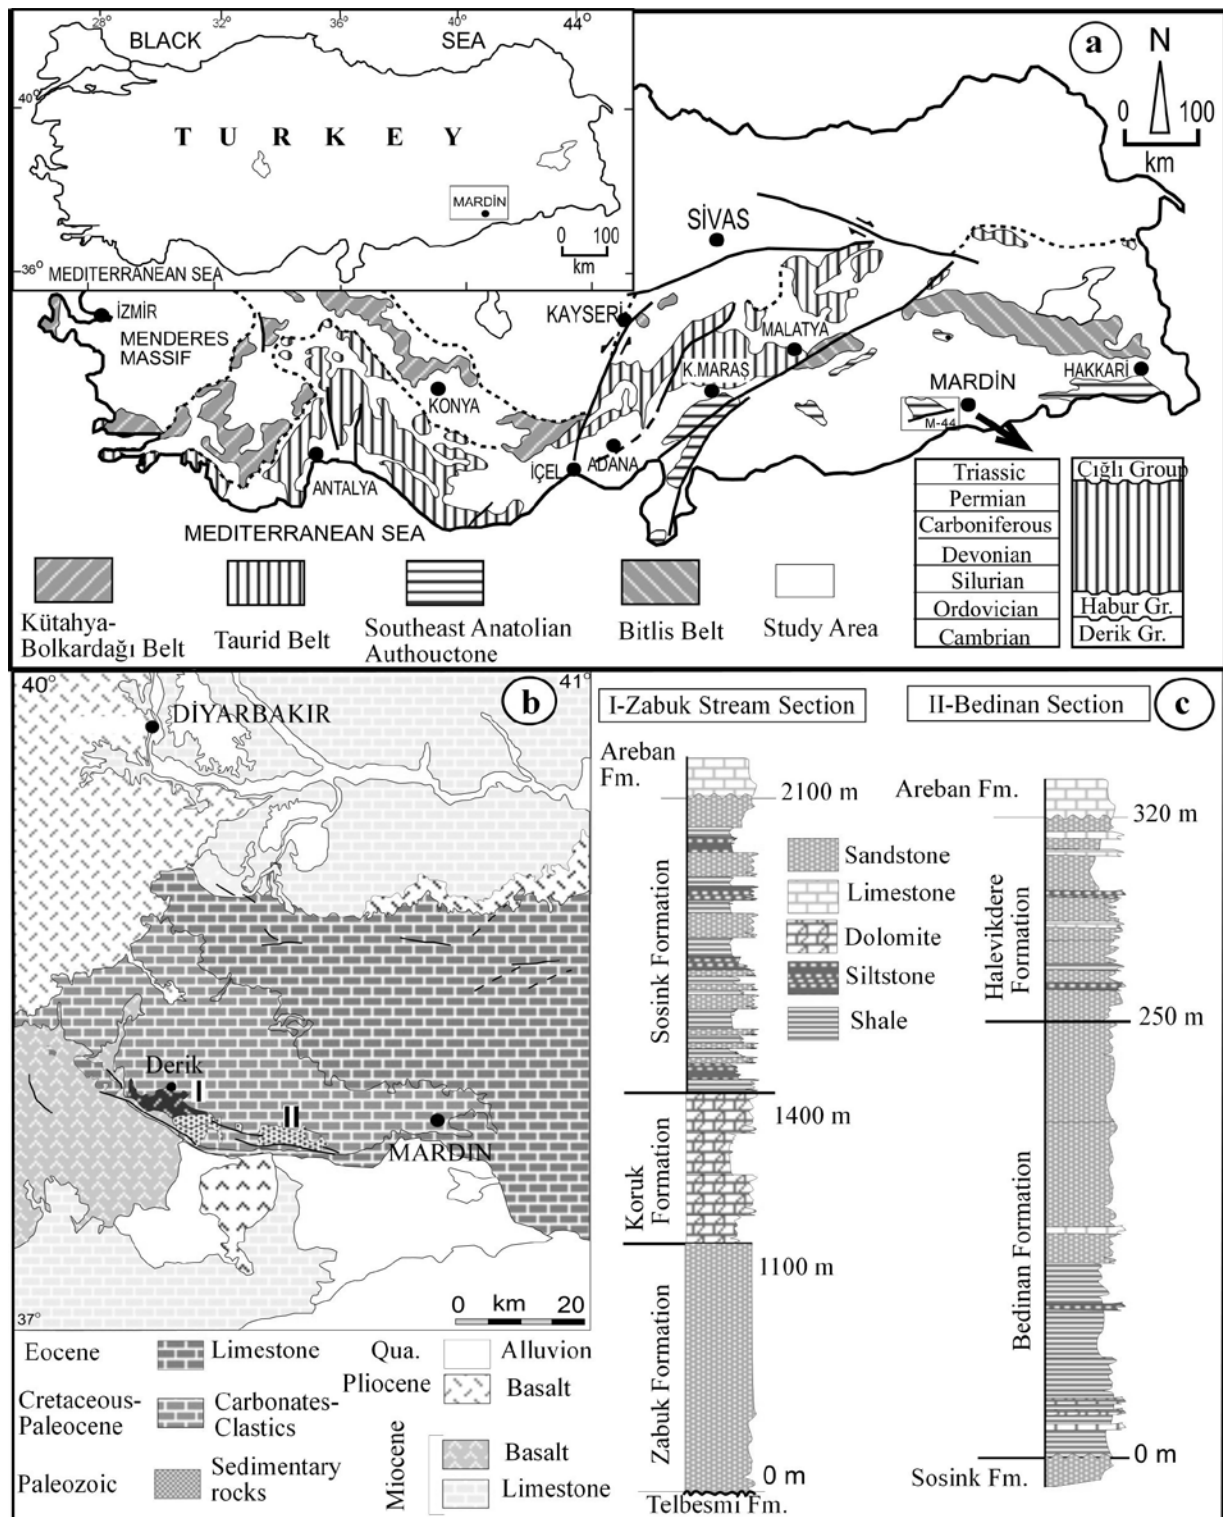 28° 32° 36° 40° 44°
BLACK SEA
a
N
0 100
km
40°
T U R K E Y
MARDİN
0 100
km
36°
MEDITERRANEAN SEA
SİVAS
İZMİR
MENDERES
MASSIF
KAYSERİ
MALATYA
K.MARAŞ
KONYA
HAKKARİ
MARDİN
M-44
ANTALYA
İÇEL
ADANA
MEDITERRANEAN SEA
Triassic
Permian
Carboniferous
Devonian
Silurian
Ordovician
Cambrian
Cığlı Group
Habur Gr.
Derik Gr.
Kütahya-
Bolkardağı Belt
Taurid Belt
Southeast Anatolian
Authouctone
Bitlis Belt
Study Area
40° 41°
b
DİYARBAKIR
Derik
I
II
MARDIN
37°
0 km 20
Eocene
Limestone
Cretaceous-
Paleocene
Carbonates-
Clastics
Paleozoic
Sedimentary
rocks
Qua.
Alluvion
Pliocene
Basalt
Miocene
Basalt
Limestone
I-Zabuk Stream Section
II-Bedinan Section
c
Areban
Fm.
2100 m
Sosink Formation
1400 m
Koruk
Formation
1100 m
Zabuk Formation
0 m
Telbesmi Fm.
Sandstone
Limestone
Dolomite
Siltstone
Shale
Areban Fm.
320 m
Halevikdere
Formation
250 m
Bedinan Formation
0 m
Sosink Fm.